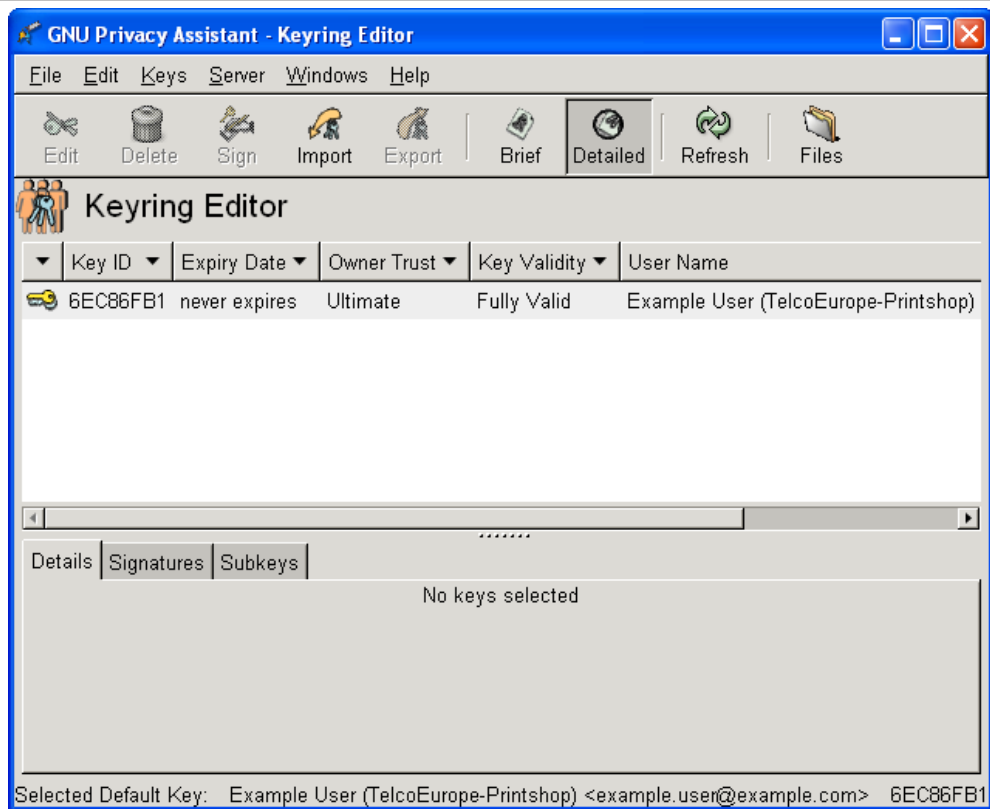 GNU Privacy Assistant - Keyring Editor
File Edit Keys Server Windows Help
Edit Delete Sign Import Export Brief Detailed Refresh Files
Keyring Editor
Key ID Expiry Date Owner Trust Key Validity User Name
6EC86FB1 never expires Ultimate Fully Valid Example User (TelcoEurope-Printshop)
Details Signatures Subkeys
No keys selected
Selected Default Key: Example User (TelcoEurope-Printshop) <example.user@example.com> 6EC86FB1